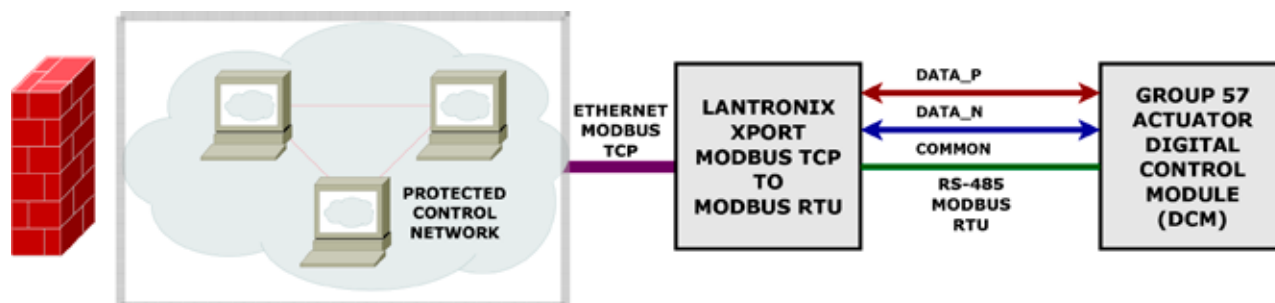 PROTECTED
CONTROL
NETWORK
ETHERNET
MODBUS
TCP
LANTRONIX
XPORT
MODBUS TCP
TO
MODBUS RTU
DATA_P
DATA_N
COMMON
RS-485
MODBUS
RTU
GROUP 57
ACTUATOR
DIGITAL
CONTROL
MODULE
(DCM)